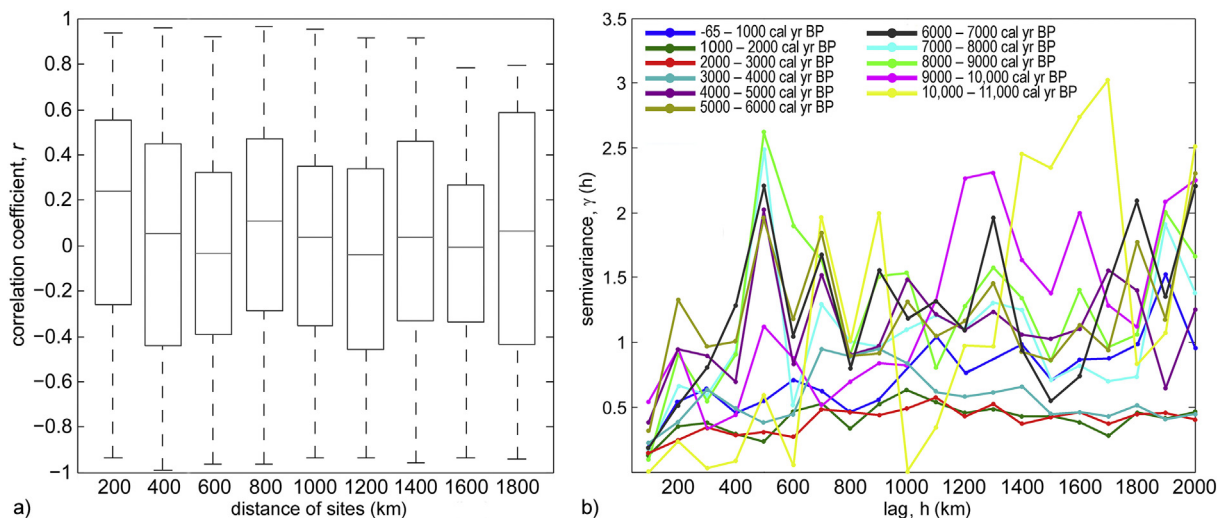 1
0.8
0.6
0.4
0.2
0
−0.2
−0.4
−0.6
−0.8
−1
correlation coefficient, r
200 400 600 800 1000 1200 1400 1600 1800
distance of sites (km)
a)
3.5
3
2.5
2
1.5
1
0.5
semivariance, γ (h)
-65 – 1000 cal yr BP
1000 – 2000 cal yr BP
2000 – 3000 cal yr BP
3000 – 4000 cal yr BP
4000 – 5000 cal yr BP
5000 – 6000 cal yr BP
6000 – 7000 cal yr BP
7000 – 8000 cal yr BP
8000 – 9000 cal yr BP
9000 – 10,000 cal yr BP
10,000 – 11,000 cal yr BP
200 400 600 800 1000 1200 1400 1600 1800 2000
lag, h (km)
b)